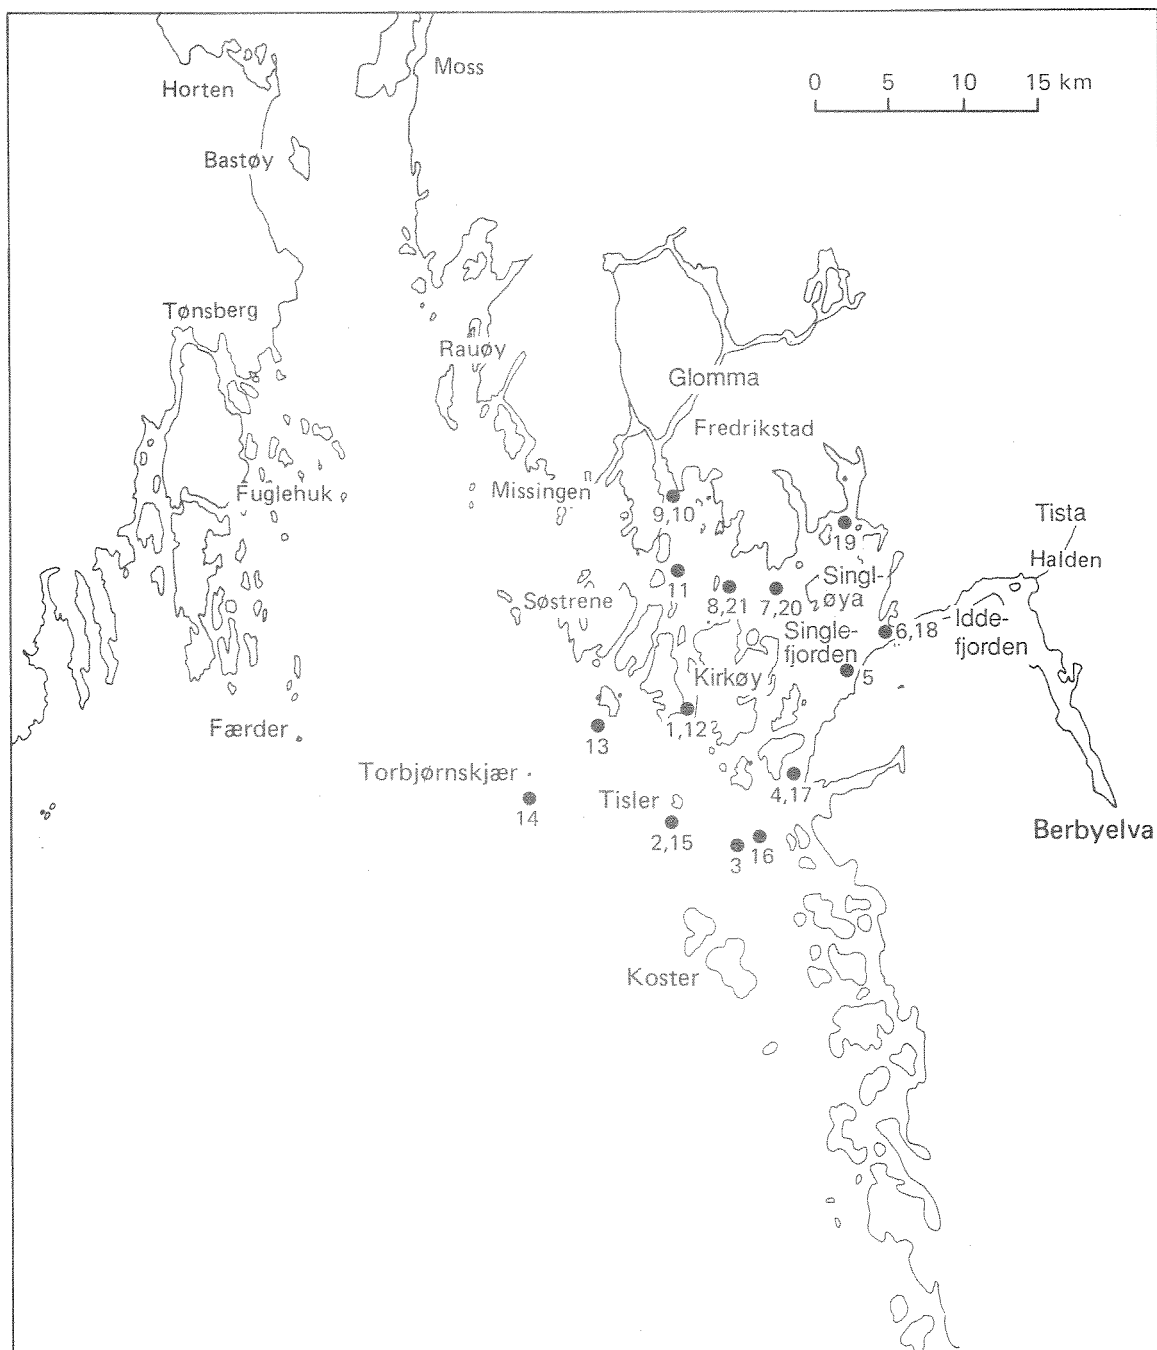 Moss
Horten
0 5 10 15 km
Bastøy
Tønsberg
Rauøy
Glomma
Fredrikstad
Fuglehuk
Missingen
9,10
19
Tista
Halden
11
Søstrene
8,21
7,20
Singl-
øya
Single-
fjorden
6,18
Idde-
fjorden
5
Kirkøy
1,12
Færder
13
Torbjørnskjær
14
Tisler
2,15
4,17
3
16
Berbyelva
Koster